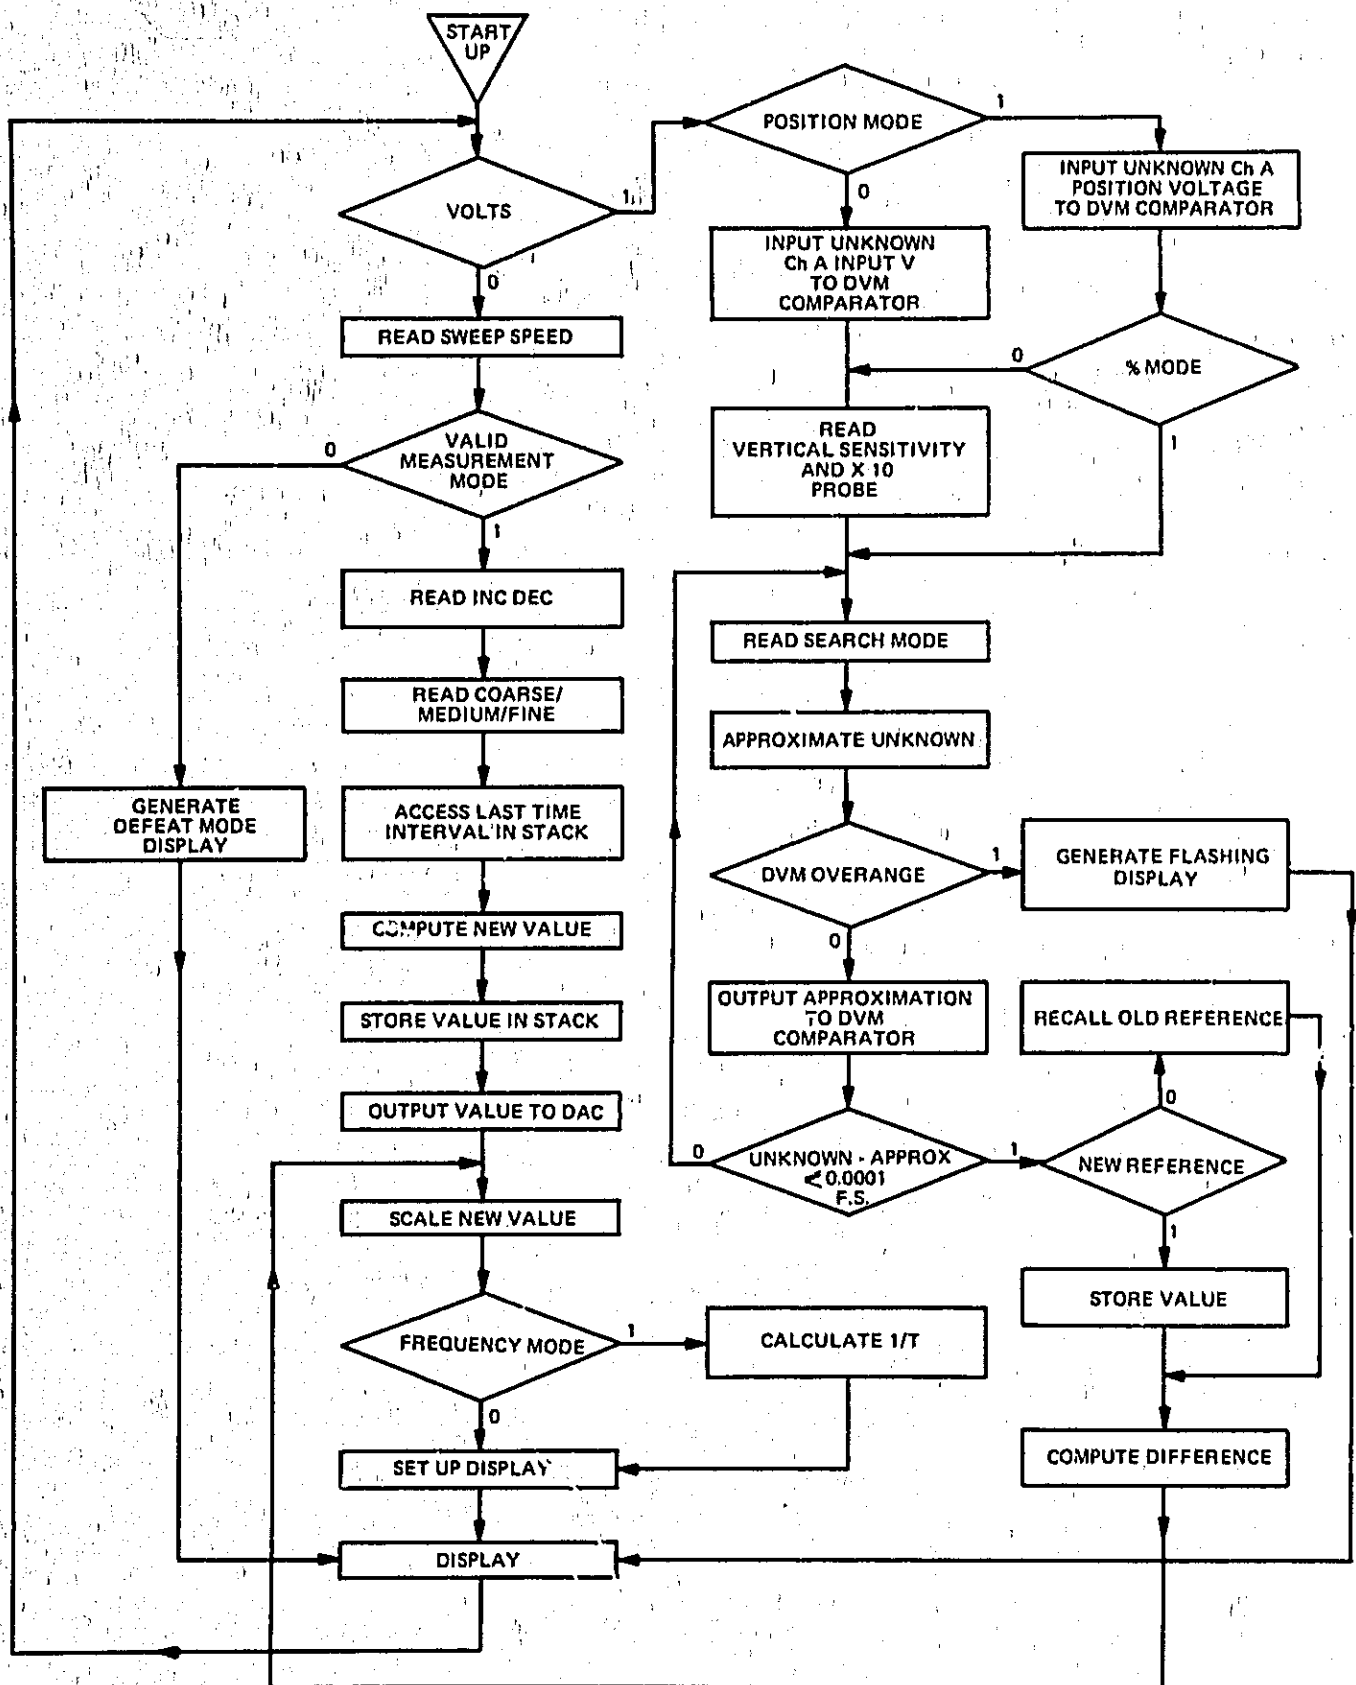 START
UP
VOLTS
1
0
READ SWEEP SPEED
VALID
MEASUREMENT
MODE
0
1
READ INC DEC
READ COARSE/
MEDIUM/FINE
ACCESS LAST TIME
INTERVAL IN STACK
COMPUTE NEW VALUE
STORE VALUE IN STACK
OUTPUT VALUE TO DAC
SCALE NEW VALUE
FREQUENCY MODE
1
0
CALCULATE 1/T
SET UP DISPLAY
DISPLAY
GENERATE
DEFEAT MODE
DISPLAY
POSITION MODE
1
0
INPUT UNKNOWN
Ch A INPUT V
TO DVM
COMPARATOR
INPUT UNKNOWN Ch A
POSITION VOLTAGE
TO DVM COMPARATOR
% MODE
0
1
READ
VERTICAL SENSITIVITY
AND X 10
PROBE
READ SEARCH MODE
APPROXIMATE UNKNOWN
DVM OVERANGE
1
0
GENERATE FLASHING
DISPLAY
OUTPUT APPROXIMATION
TO DVM
COMPARATOR
UNKNOWN - APPROX
< 0.0001
F.S.
0
1
NEW REFERENCE
0
1
RECALL OLD REFERENCE
STORE VALUE
COMPUTE DIFFERENCE